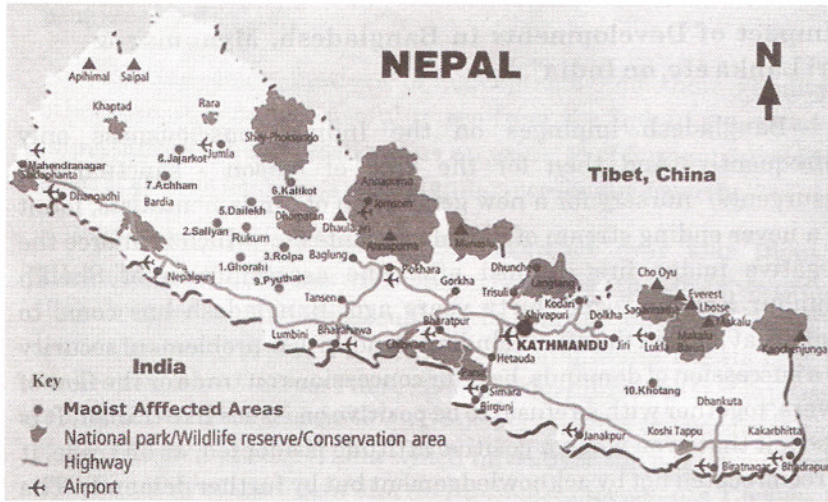 NEPAL
N
Tibet, China
India
Apihimal
Saipal
Khaptad
Rara
Shey-Phoksundo
Jumla
6.Jajarkot
Mahendranagar
7.Achham
6.Kalikot
Dhangadhi
Bardia
5.Dailekh
Dhorpatan
2.Sallyan
Rukum
3.Rolpa
1.Ghorahi
9.Pyuthan
Nepalgunj
Annapurna
Jomsom
Dhaulagiri
Annapurna
Baglung
Pokhara
Manaslu
Gorkha
Tansen
Lumbini
Bhairahawa
Bharatpur
Chitwan
Dhunche
Langtang
Trisuli
Kodari
Shivapuri
Dolkha
KATHMANDU
Jiri
Hetauda
Parsa
Simara
Birgunj
Cho Oyu
Everest
Sagarmatha
Lhotse
Makalu
Makalu
Barun
Lukla
Kanchenjunga
10.Khotang
Dhankuta
Janakpur
Koshi Tappu
Kakarbhitta
Biratnagar
Bhadrapur
Key
Maoist Afffected Areas
National park/Wildlife reserve/Conservation area
Highway
Airport